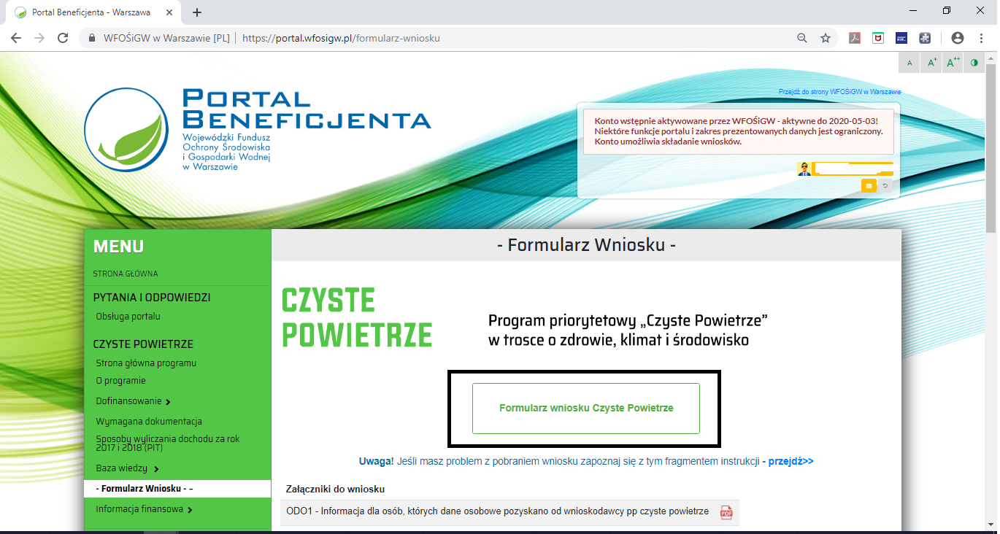 Portal Beneficjenta - Warszawa
WFOŚiGW w Warszawie [PL] | https://portal.wfosigw.pl/formularz-wniosku
A A+ A++
Przejdź do strony WFOŚiGW w Warszawie
PORTAL
BENEFICJENTA
Wojewódzki Fundusz
Ochrony Środowiska
i Gospodarki Wodnej
w Warszawie
Konto wstępnie aktywowane przez WFOŚiGW - aktywne do 2020-05-03!
Niektóre funkcje portalu i zakres prezentowanych danych jest ograniczony.
Konto umożliwia składanie wniosków.
MENU
STRONA GŁÓWNA
PYTANIA I ODPOWIEDZI
Obsługa portalu
CZYSTE POWIETRZE
Strona główna programu
O programie
Dofinansowanie
Wymagana dokumentacja
Sposoby wyliczania dochodu za rok
2017 i 2018 (PIT)
Baza wiedzy
- Formularz Wniosku - –
Informacja finansowa
- Formularz Wniosku -
CZYSTE
POWIETRZE
Program priorytetowy „Czyste Powietrze”
w trosce o zdrowie, klimat i środowisko
Formularz wniosku Czyste Powietrze
Uwaga! Jeśli masz problem z pobraniem wniosku zapoznaj się z tym fragmentem instrukcji - przejdź>>
Załączniki do wniosku
ODO1 - Informacja dla osób, których dane osobowe pozyskano od wnioskodawcy pp czyste powietrze
PDF